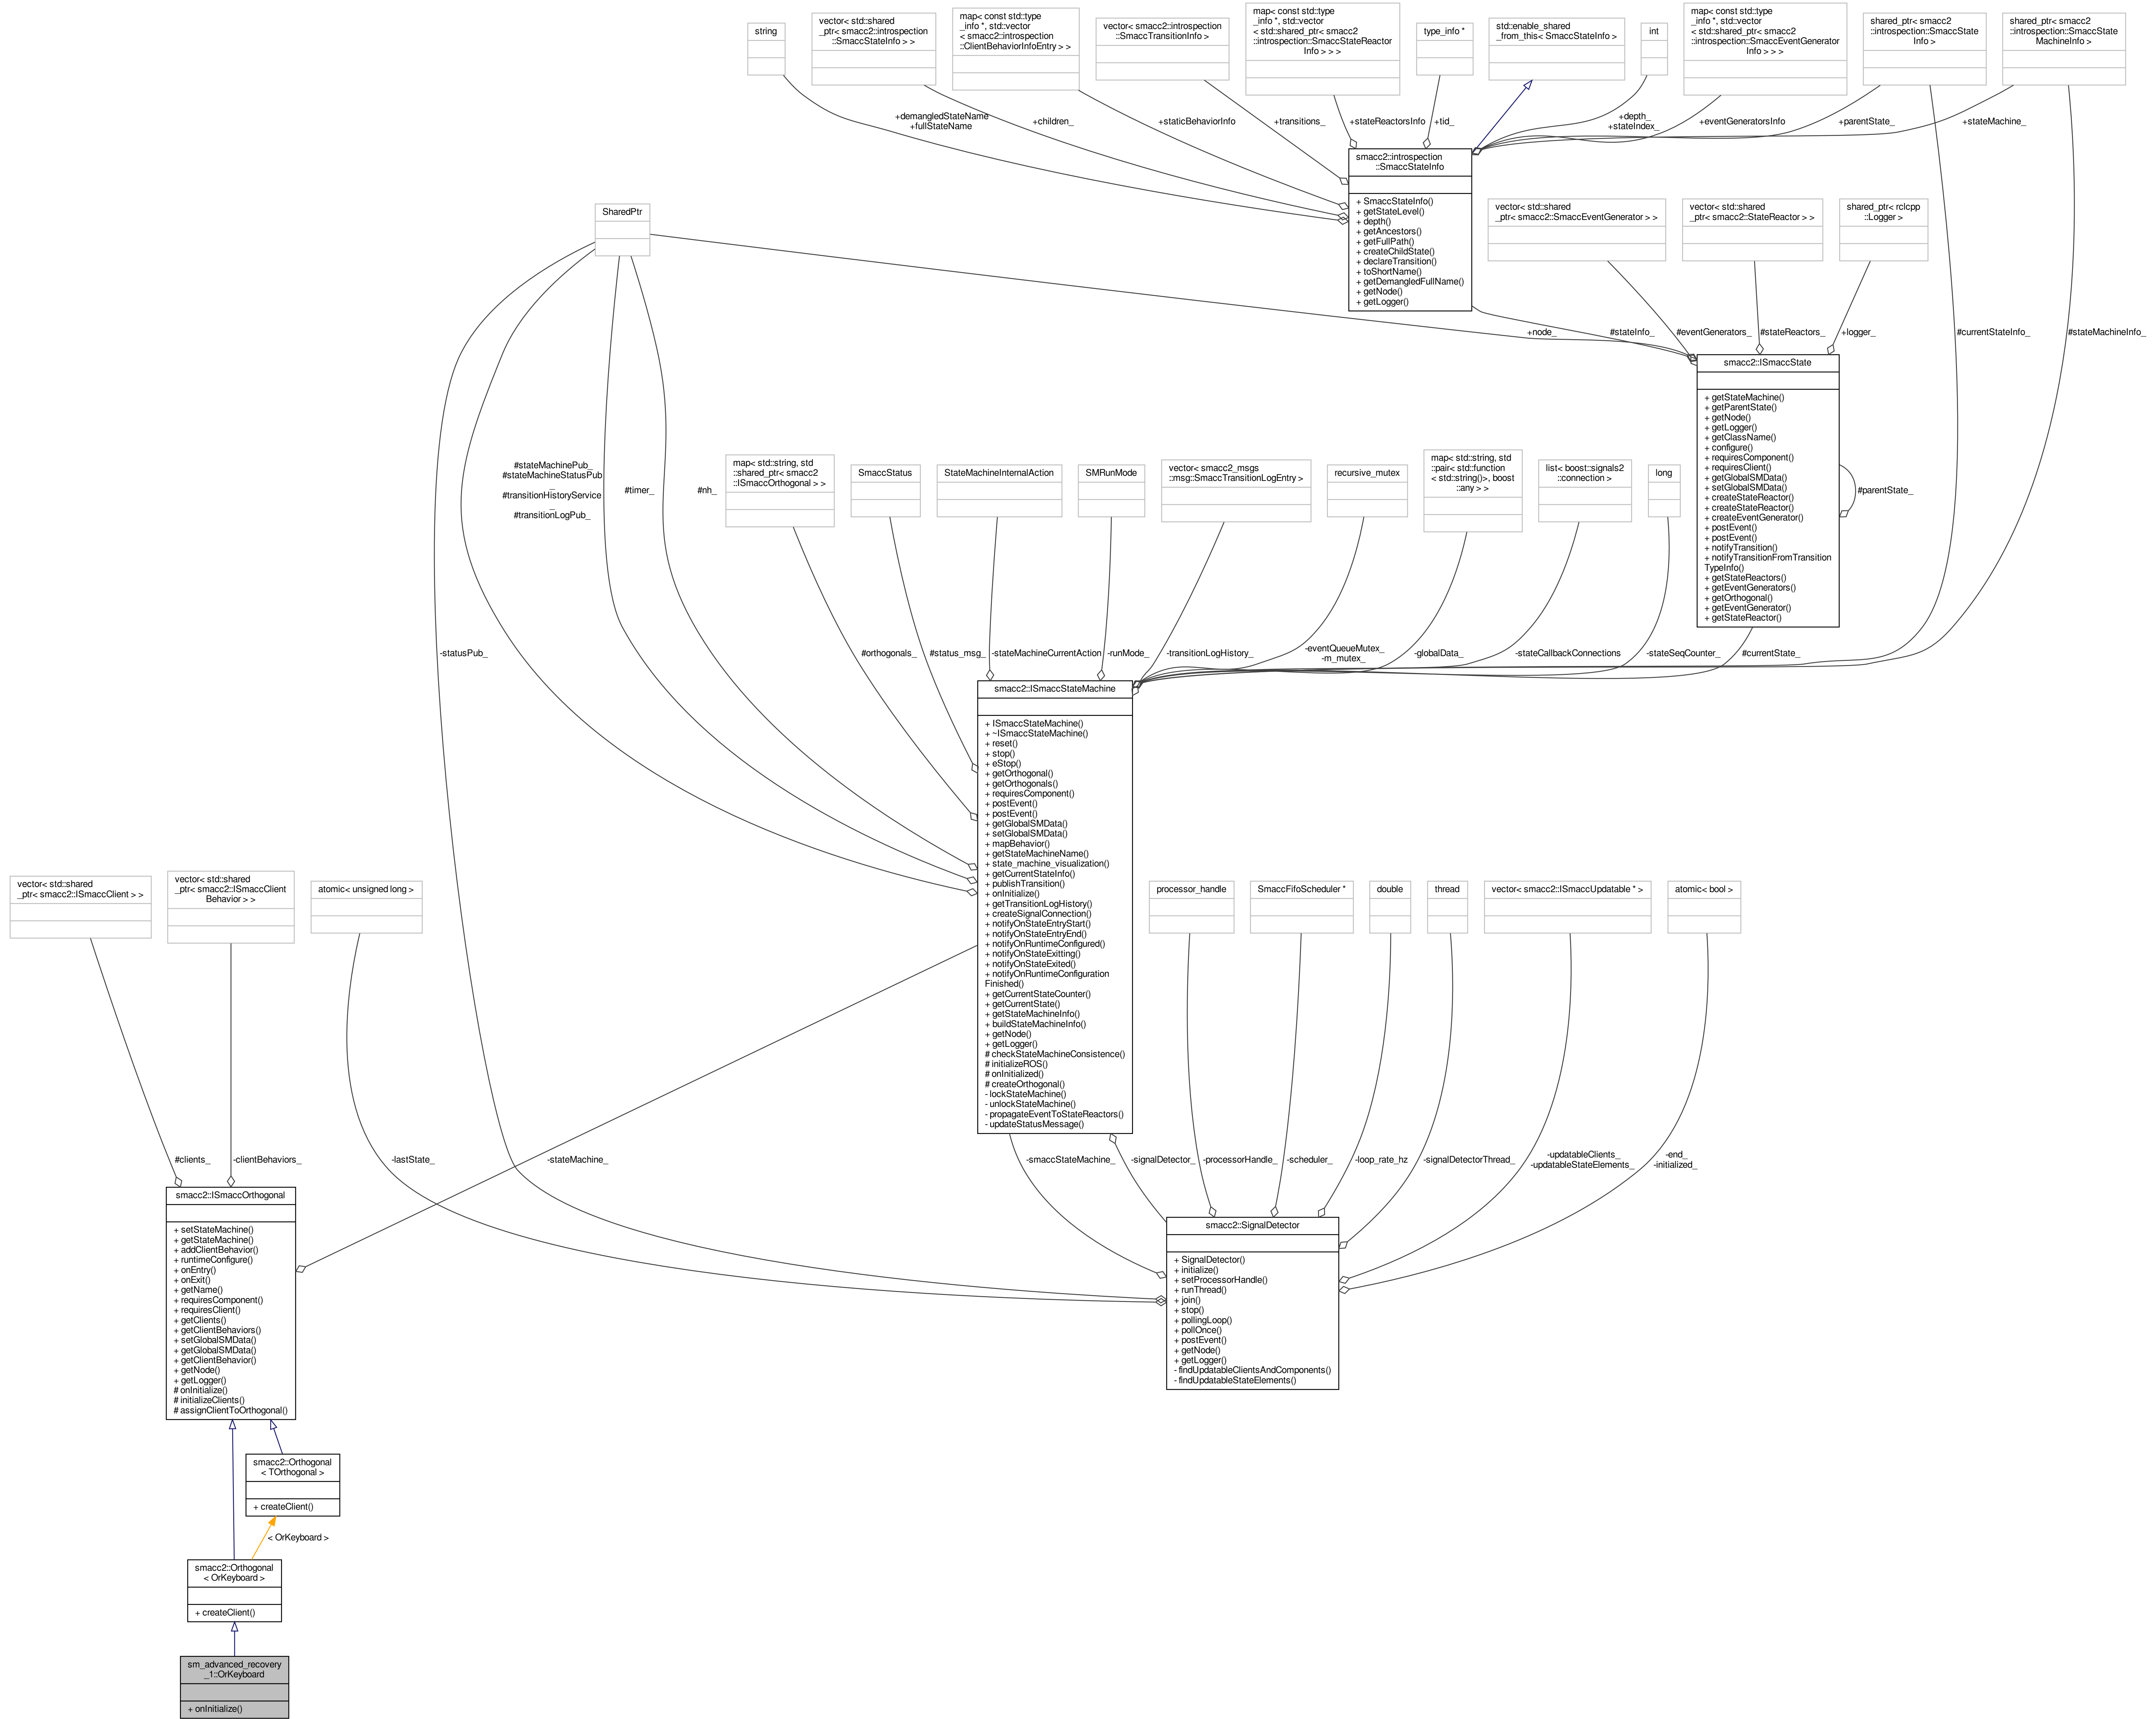 string
vector< std::shared
_ptr< smacc2::introspection
::SmaccStateInfo > >
map< const std::type
_info *, std::vector
< smacc2::introspection
::ClientBehaviorInfoEntry > >
vector< smacc2::introspection
::SmaccTransitionInfo >
map< const std::type
_info *, std::vector
< std::shared_ptr< smacc2
::introspection::SmaccStateReactor
Info > > >
type_info *
std::enable_shared
_from_this< SmaccStateInfo >
int
map< const std::type
_info *, std::vector
< std::shared_ptr< smacc2
::introspection::SmaccEventGenerator
Info > > >
shared_ptr< smacc2
::introspection::SmaccState
Info >
shared_ptr< smacc2
::introspection::SmaccState
MachineInfo >
+demangledStateName
+fullStateName
+children_
+staticBehaviorInfo
+transitions_
+stateReactorsInfo
+tid_
+depth_
+stateIndex_
+eventGeneratorsInfo
+parentState_
+stateMachine_
smacc2::introspection
::SmaccStateInfo
+ SmaccStateInfo()
+ getStateLevel()
+ depth()
+ getAncestors()
+ getFullPath()
+ createChildState()
+ declareTransition()
+ toShortName()
+ getDemangledFullName()
+ getNode()
+ getLogger()
SharedPtr
vector< std::shared
_ptr< smacc2::SmaccEventGenerator > >
vector< std::shared
_ptr< smacc2::StateReactor > >
shared_ptr< rclcpp
::Logger >
+node_
#stateInfo_
#eventGenerators_
#stateReactors_
+logger_
#currentStateInfo_
#stateMachineInfo_
smacc2::ISmaccState
+ getStateMachine()
+ getParentState()
+ getNode()
+ getLogger()
+ getClassName()
+ configure()
+ requiresComponent()
+ requiresClient()
+ getGlobalSMData()
+ setGlobalSMData()
+ createStateReactor()
+ createStateReactor()
+ createEventGenerator()
+ postEvent()
+ postEvent()
+ notifyTransition()
+ notifyTransitionFromTransition
TypeInfo()
+ getStateReactors()
+ getEventGenerators()
+ getOrthogonal()
+ getEventGenerator()
+ getStateReactor()
#parentState_
#stateMachinePub_
#stateMachineStatusPub
_
#transitionHistoryService
_
#transitionLogPub_
#timer_
#nh_
map< std::string, std
::shared_ptr< smacc2
::ISmaccOrthogonal > >
SmaccStatus
StateMachineInternalAction
SMRunMode
vector< smacc2_msgs
::msg::SmaccTransitionLogEntry >
recursive_mutex
map< std::string, std
::pair< std::function
< std::string()>, boost
::any > >
list< boost::signals2
::connection >
long
-statusPub_
#orthogonals_
#status_msg_
-stateMachineCurrentAction
-runMode_
-transitionLogHistory_
-eventQueueMutex_
-m_mutex_
-globalData_
-stateCallbackConnections
-stateSeqCounter_
#currentState_
smacc2::ISmaccStateMachine
+ ISmaccStateMachine()
+ ~ISmaccStateMachine()
+ reset()
+ stop()
+ eStop()
+ getOrthogonal()
+ getOrthogonals()
+ requiresComponent()
+ postEvent()
+ postEvent()
+ getGlobalSMData()
+ setGlobalSMData()
+ mapBehavior()
+ getStateMachineName()
+ state_machine_visualization()
+ getCurrentStateInfo()
+ publishTransition()
+ onInitialize()
+ getTransitionLogHistory()
+ createSignalConnection()
+ notifyOnStateEntryStart()
+ notifyOnStateEntryEnd()
+ notifyOnRuntimeConfigured()
+ notifyOnStateExitting()
+ notifyOnStateExited()
+ notifyOnRuntimeConfiguration
Finished()
+ getCurrentStateCounter()
+ getCurrentState()
+ getStateMachineInfo()
+ buildStateMachineInfo()
+ getNode()
+ getLogger()
# checkStateMachineConsistence()
# initializeROS()
# onInitialized()
# createOrthogonal()
- lockStateMachine()
- unlockStateMachine()
- propagateEventToStateReactors()
- updateStatusMessage()
vector< std::shared
_ptr< smacc2::ISmaccClient > >
vector< std::shared
_ptr< smacc2::ISmaccClient
Behavior > >
atomic< unsigned long >
processor_handle
SmaccFifoScheduler *
double
thread
vector< smacc2::ISmaccUpdatable * >
atomic< bool >
#clients_
-clientBehaviors_
-lastState_
-stateMachine_
-smaccStateMachine_
-signalDetector_
-processorHandle_
-scheduler_
-loop_rate_hz
-signalDetectorThread_
-updatableClients_
-updatableStateElements_
-end_
-initialized_
smacc2::ISmaccOrthogonal
+ setStateMachine()
+ getStateMachine()
+ addClientBehavior()
+ runtimeConfigure()
+ onEntry()
+ onExit()
+ getName()
+ requiresComponent()
+ requiresClient()
+ getClients()
+ getClientBehaviors()
+ setGlobalSMData()
+ getGlobalSMData()
+ getClientBehavior()
+ getNode()
+ getLogger()
# onInitialize()
# initializeClients()
# assignClientToOrthogonal()
smacc2::SignalDetector
+ SignalDetector()
+ initialize()
+ setProcessorHandle()
+ runThread()
+ join()
+ stop()
+ pollingLoop()
+ pollOnce()
+ postEvent()
+ getNode()
+ getLogger()
- findUpdatableClientsAndComponents()
- findUpdatableStateElements()
smacc2::Orthogonal
< TOrthogonal >
+ createClient()
< OrKeyboard >
smacc2::Orthogonal
< OrKeyboard >
+ createClient()
sm_advanced_recovery
_1::OrKeyboard
+ onInitialize()